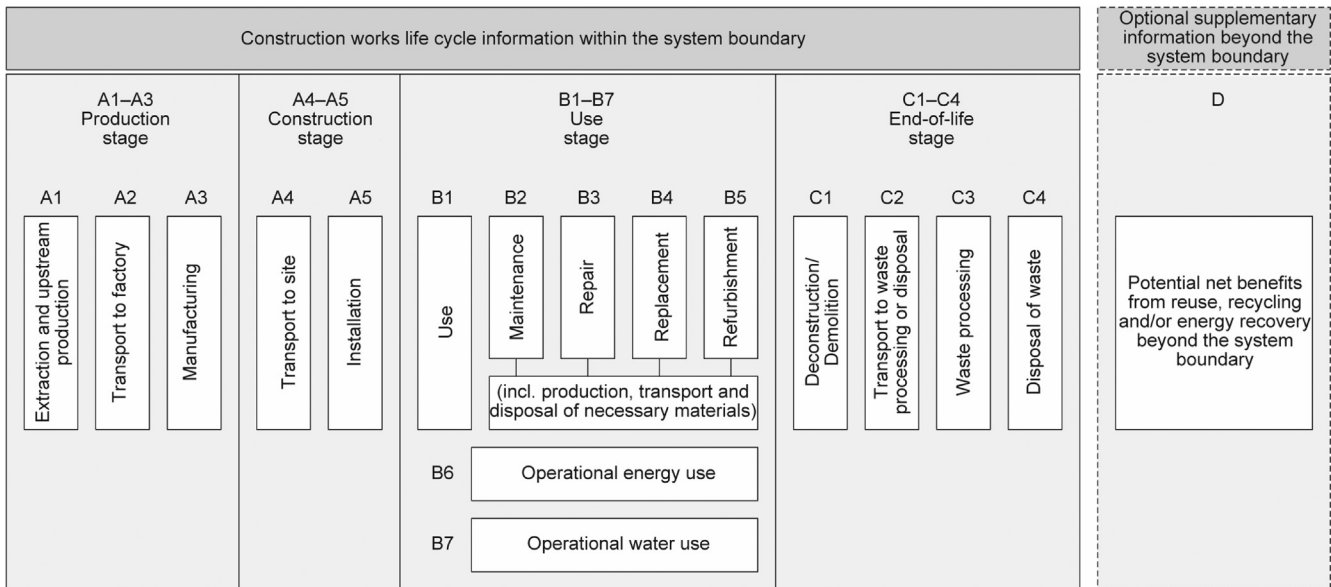 Construction works life cycle information within the system boundary
Optional supplementary
information beyond the
system boundary
A1–A3
Production
stage
A4–A5
Construction
stage
B1–B7
Use
stage
C1–C4
End-of-life
stage
D
A1
A2
A3
A4
A5
B1
B2
B3
B4
B5
C1
C2
C3
C4
Extraction and upstream
production
Transport to factory
Manufacturing
Transport to site
Installation
Use
Maintenance
Repair
Replacement
Refurbishment
(incl. production, transport and
disposal of necessary materials)
Deconstruction/
Demolition
Transport to waste
processing or disposal
Waste processing
Disposal of waste
Potential net benefits
from reuse, recycling
and/or energy recovery
beyond the system
boundary
B6
Operational energy use
B7
Operational water use